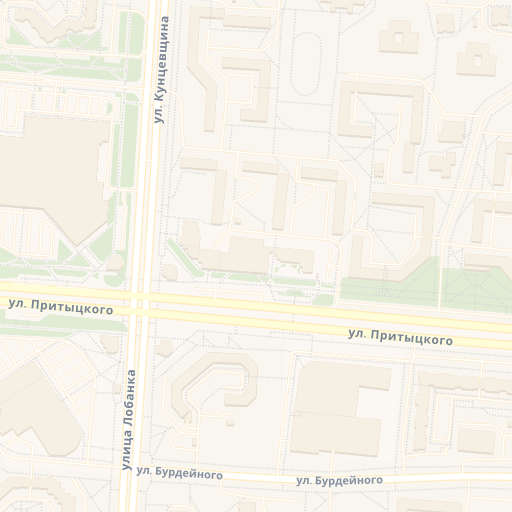 ул. Кунцевщина
ул. Притыцкого
ул. Притыцкого
улица Лобанка
ул. Бурдейного
ул. Бурдейного